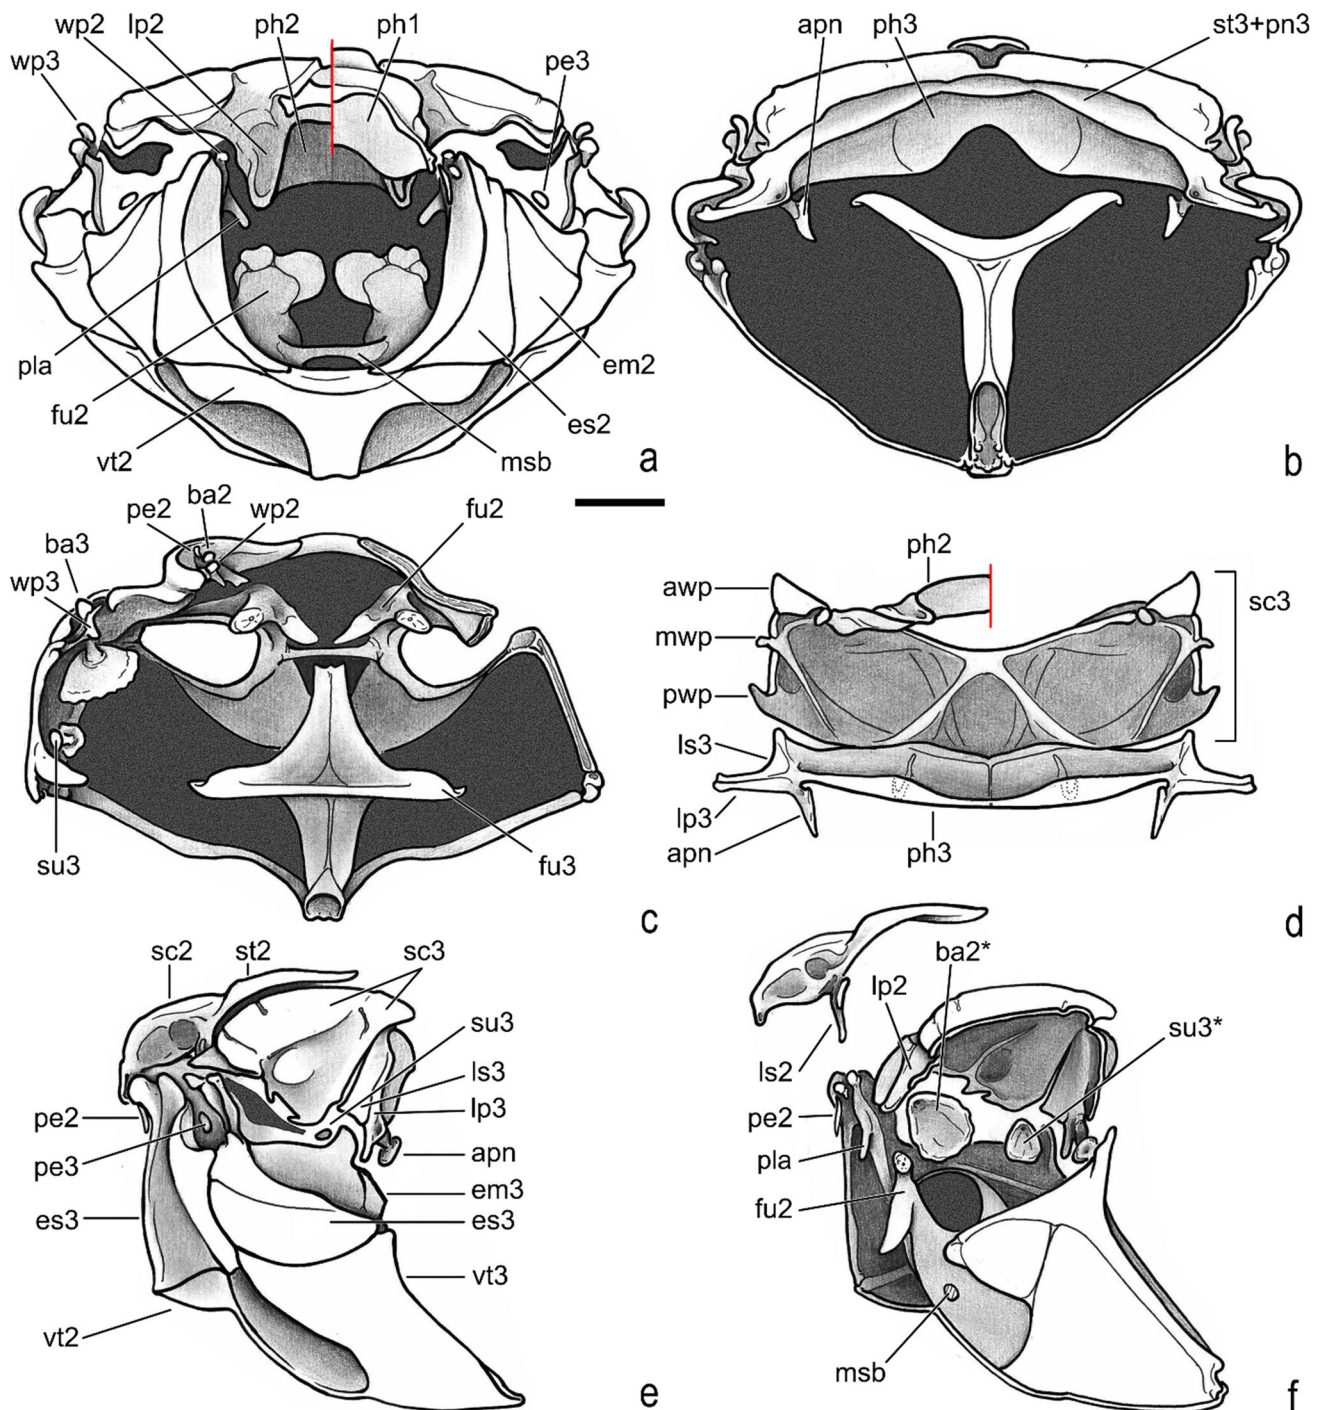 wp2 lp2 ph2 ph1
wp3 pe3
pla em2
fu2 es2
vt2 msb a
apn ph3 st3+pn3
b
pe2 ba2 wp2 fu2
ba3
wp3
su3 fu3
c
ph2
awp sc3
mwp
pwp
ls3
lp3
apn ph3
d
sc2 st2 sc3
su3
ls3
pe2 lp3
pe3 apn
em3
es3 es3
vt3
vt2
e
ba2*
lp2
su3*
ls2
pe2
pla
fu2
msb
f